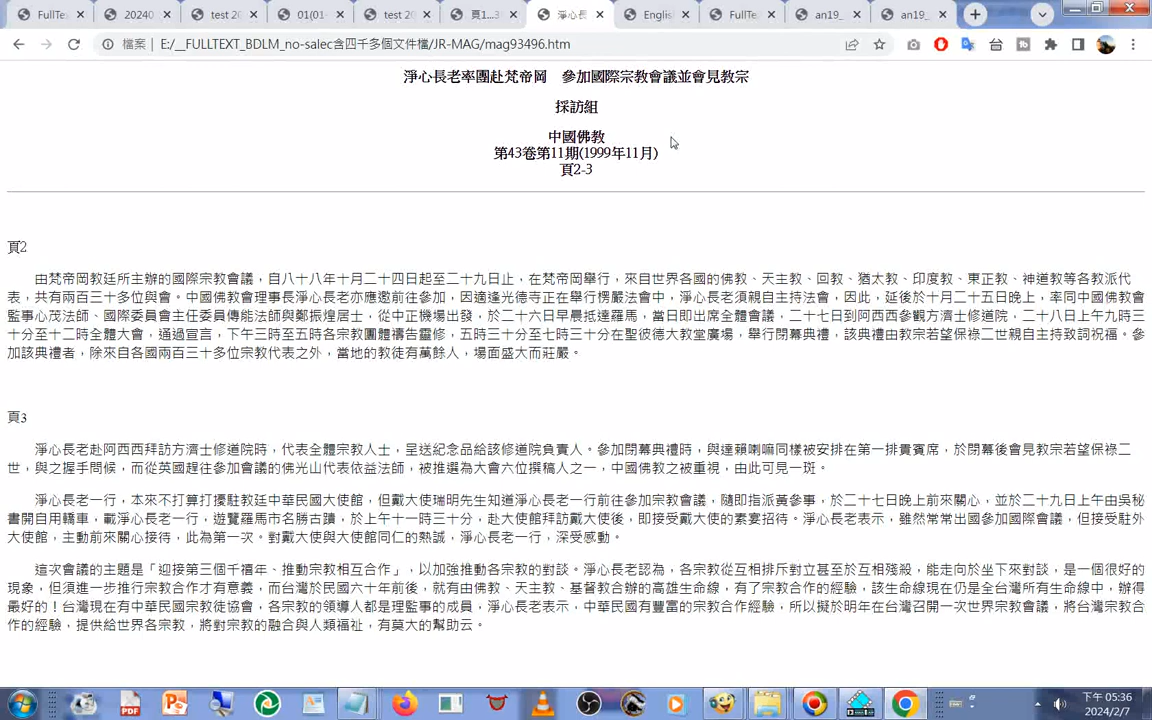 FullTe
20240
test 20
01(01-
test 20
頁1...3
淨心長
Englis
FullTe
an19_
an19_
檔案 | E:/__FULLTEXT_BDLM_no-salec含四千多個文件檔/JR-MAG/mag93496.htm
淨心長老率團赴梵帝岡　參加國際宗教會議並會見教宗
採訪組
中國佛教
第43卷第11期(1999年11月)
頁2-3
頁2
由梵帝岡教廷所主辦的國際宗教會議，自八十八年十月二十四日起至二十九日止，在梵帝岡舉行，來自世界各國的佛教、天主教、回教、猶太教、印度教、東正教、神道教等各教派代
表，共有兩百三十多位與會。中國佛教會理事長淨心長老亦應邀前往參加，因適逢光德寺正在舉行楞嚴法會中，淨心長老須親自主持法會，因此，延後於十月二十五日晚上，率同中國佛教會
監事心茂法師、國際委員會主任委員傳能法師與鄭振煌居士，從中正機場出發，於二十六日早晨抵達羅馬，當日即出席全體會議，二十七日到阿西西參觀方濟士修道院，二十八日上午九時三
十分至十二時全體大會，通過宣言，下午三時至五時各宗教團體禱告靈修，五時三十分至七時三十分在聖彼德大教堂廣場，舉行閉幕典禮，該典禮由教宗若望保祿二世親自主持致詞祝福。參
加該典禮者，除來自各國兩百三十多位宗教代表之外，當地的教徒有萬餘人，場面盛大而莊嚴。
頁3
淨心長老赴阿西西拜訪方濟士修道院時，代表全體宗教人士，呈送紀念品給該修道院負責人。參加閉幕典禮時，與達賴喇嘛同樣被安排在第一排貴賓席，於閉幕後會見教宗若望保祿二
世，與之握手問候，而從英國趕往參加會議的佛光山代表依益法師，被推選為大會六位撰稿人之一，中國佛教之被重視，由此可見一斑。
淨心長老一行，本來不打算打擾駐教廷中華民國大使館，但戴大使瑞明先生知道淨心長老一行前往參加宗教會議，隨即指派黃參事，於二十七日晚上前來關心，並於二十九日上午由吳秘
書開自用轎車，載淨心長老一行，遊覽羅馬市名勝古蹟，於上午十一時三十分，赴大使館拜訪戴大使後，即接受戴大使的素宴招待。淨心長老表示，雖然常常出國參加國際會議，但接受駐外
大使館，主動前來關心接待，此為第一次。對戴大使與大使館同仁的熱誠，淨心長老一行，深受感動。
這次會議的主題是「迎接第三個千禧年、推動宗教相互合作」，以加強推動各宗教的對談。淨心長老認為，各宗教從互相排斥對立甚至於互相殘殺，能走向於坐下來對談，是一個很好的
現象，但須進一步推行宗教合作才有意義，而台灣於民國六十年前後，就有由佛教、天主教、基督教合辦的高雄生命線，有了宗教合作的經驗，該生命線現在仍是全台灣所有生命線中，辦得
最好的！台灣現在有中華民國宗教徒協會，各宗教的領導人都是理監事的成員，淨心長老表示，中華民國有豐富的宗教合作經驗，所以擬於明年在台灣召開一次世界宗教會議，將台灣宗教合
作的經驗，提供給世界各宗教，將對宗教的融合與人類福祉，有莫大的幫助云。
下午 05:36
2024/2/7